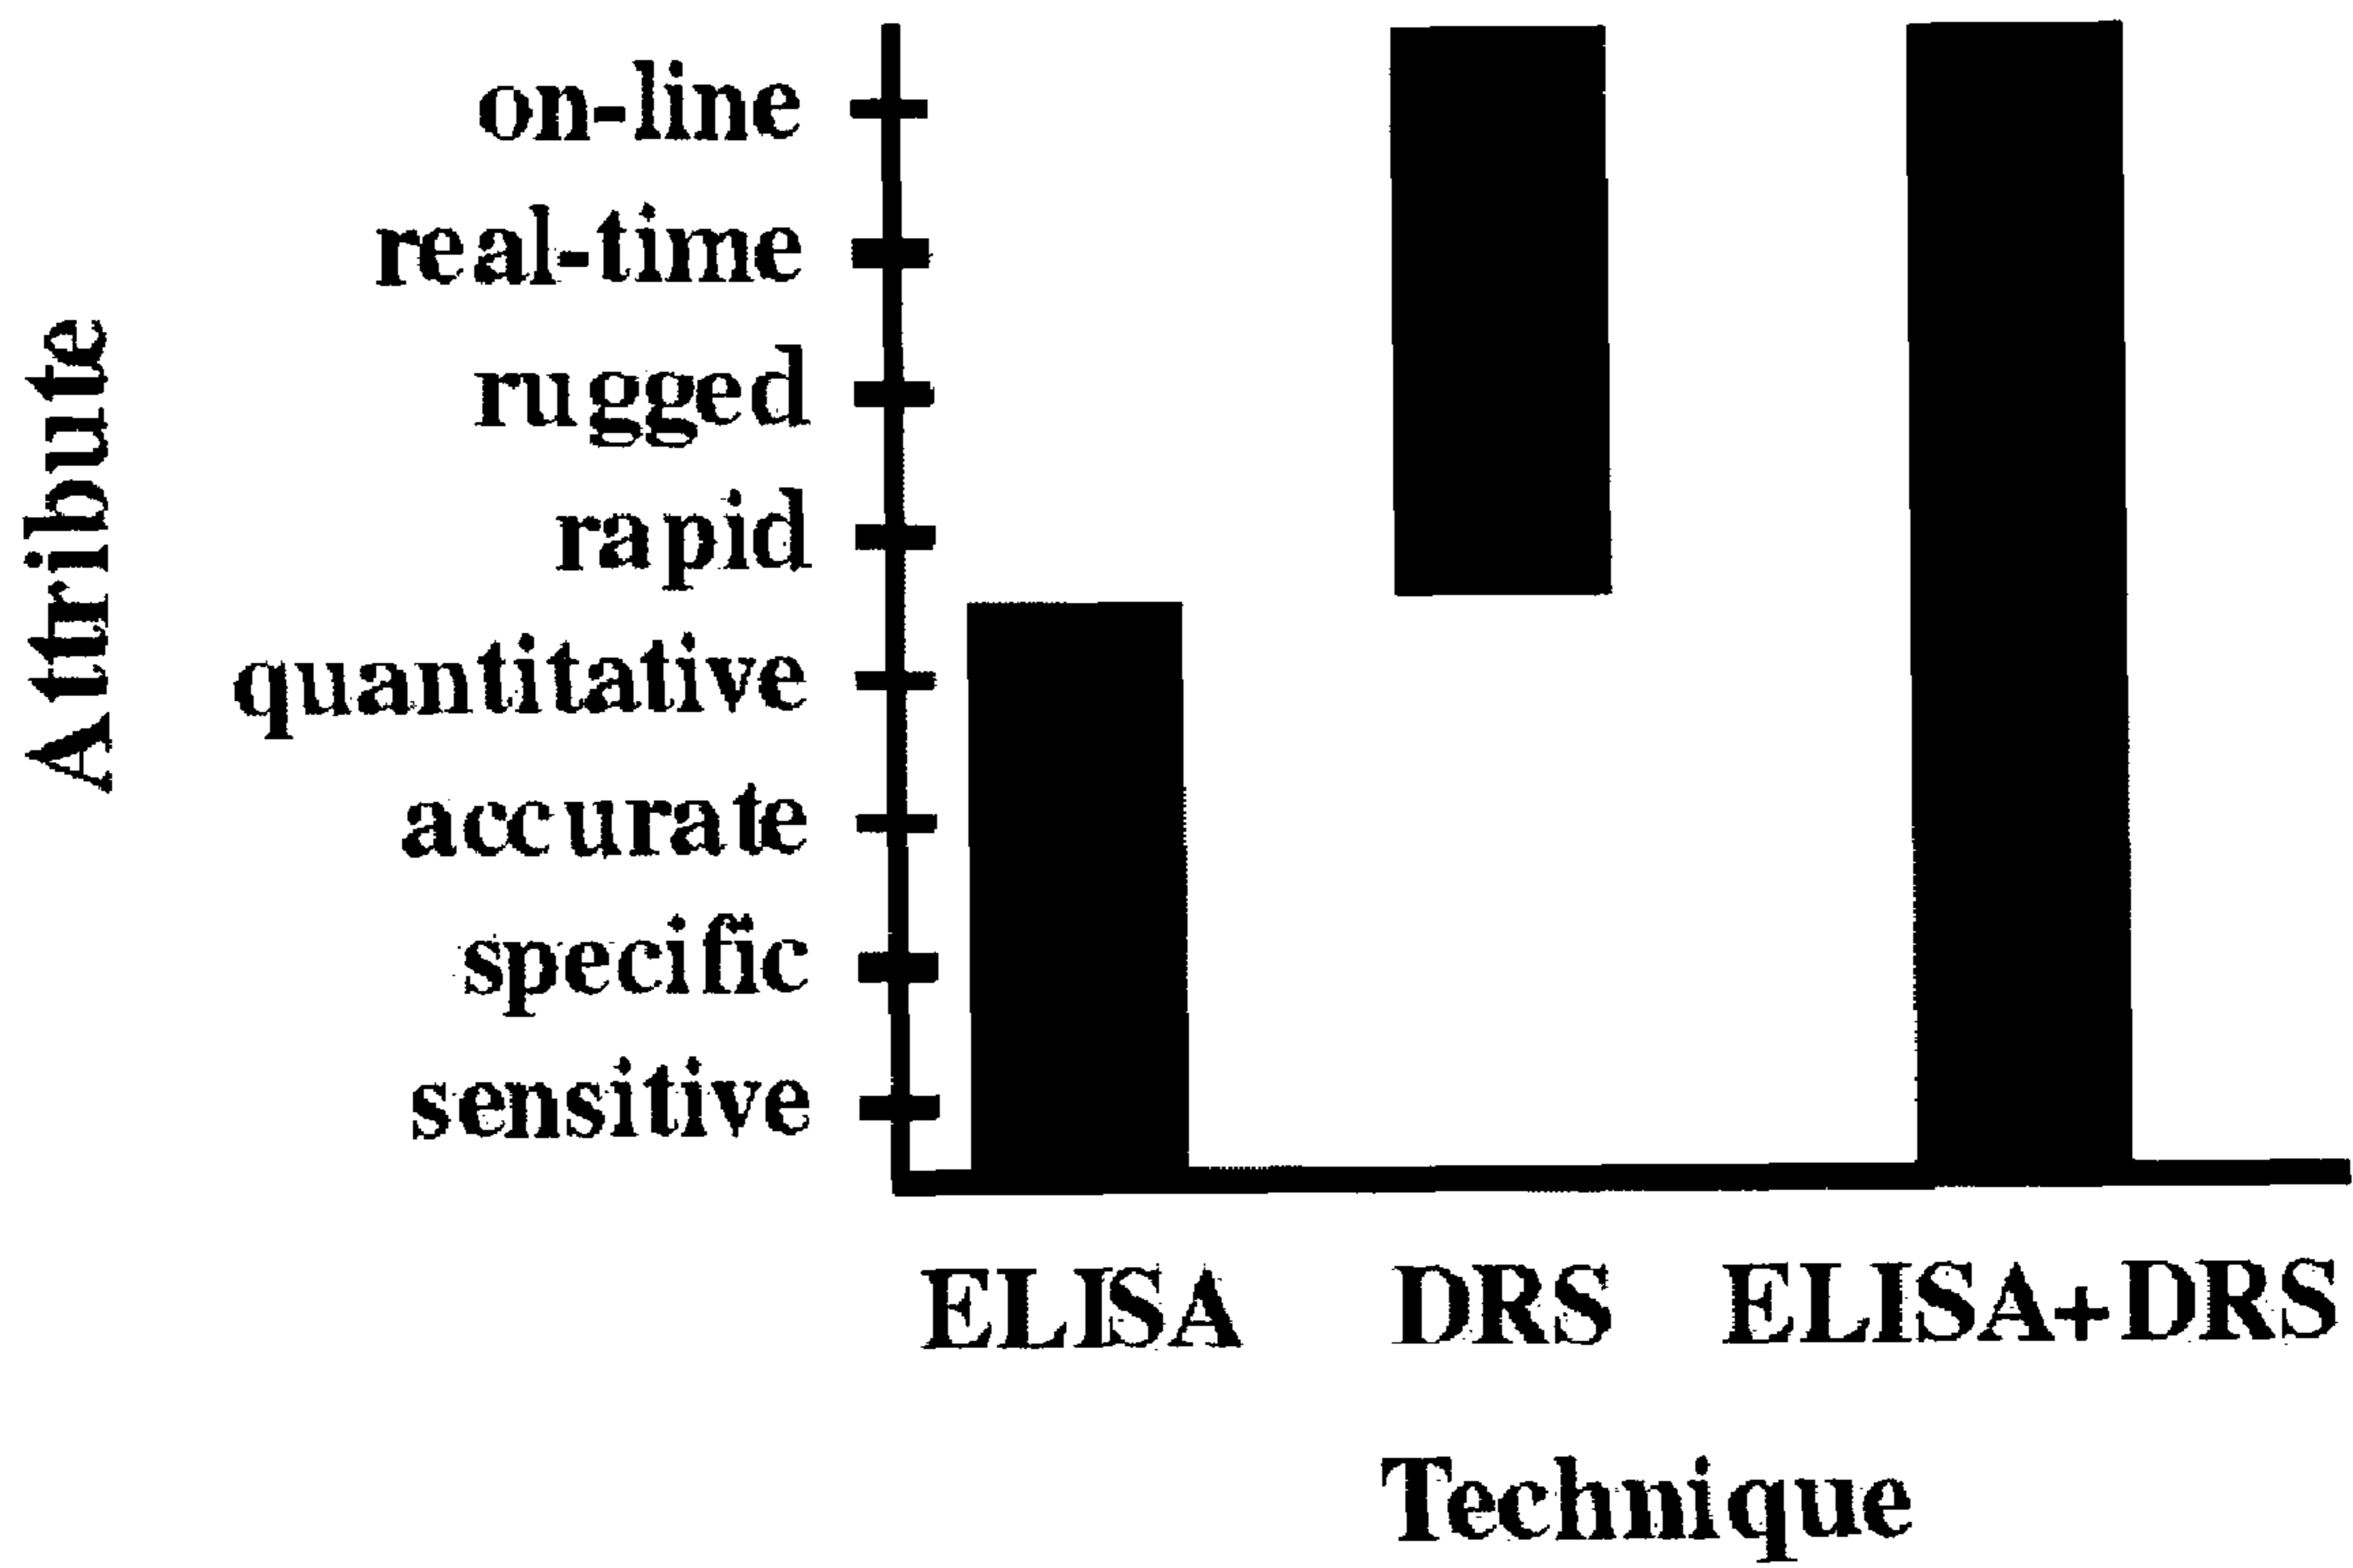 on-line
real-time
rugged
rapid
quantitative
accurate
specific
sensitive
Attribute
ELISA DRS ELISA+DRS
Technique